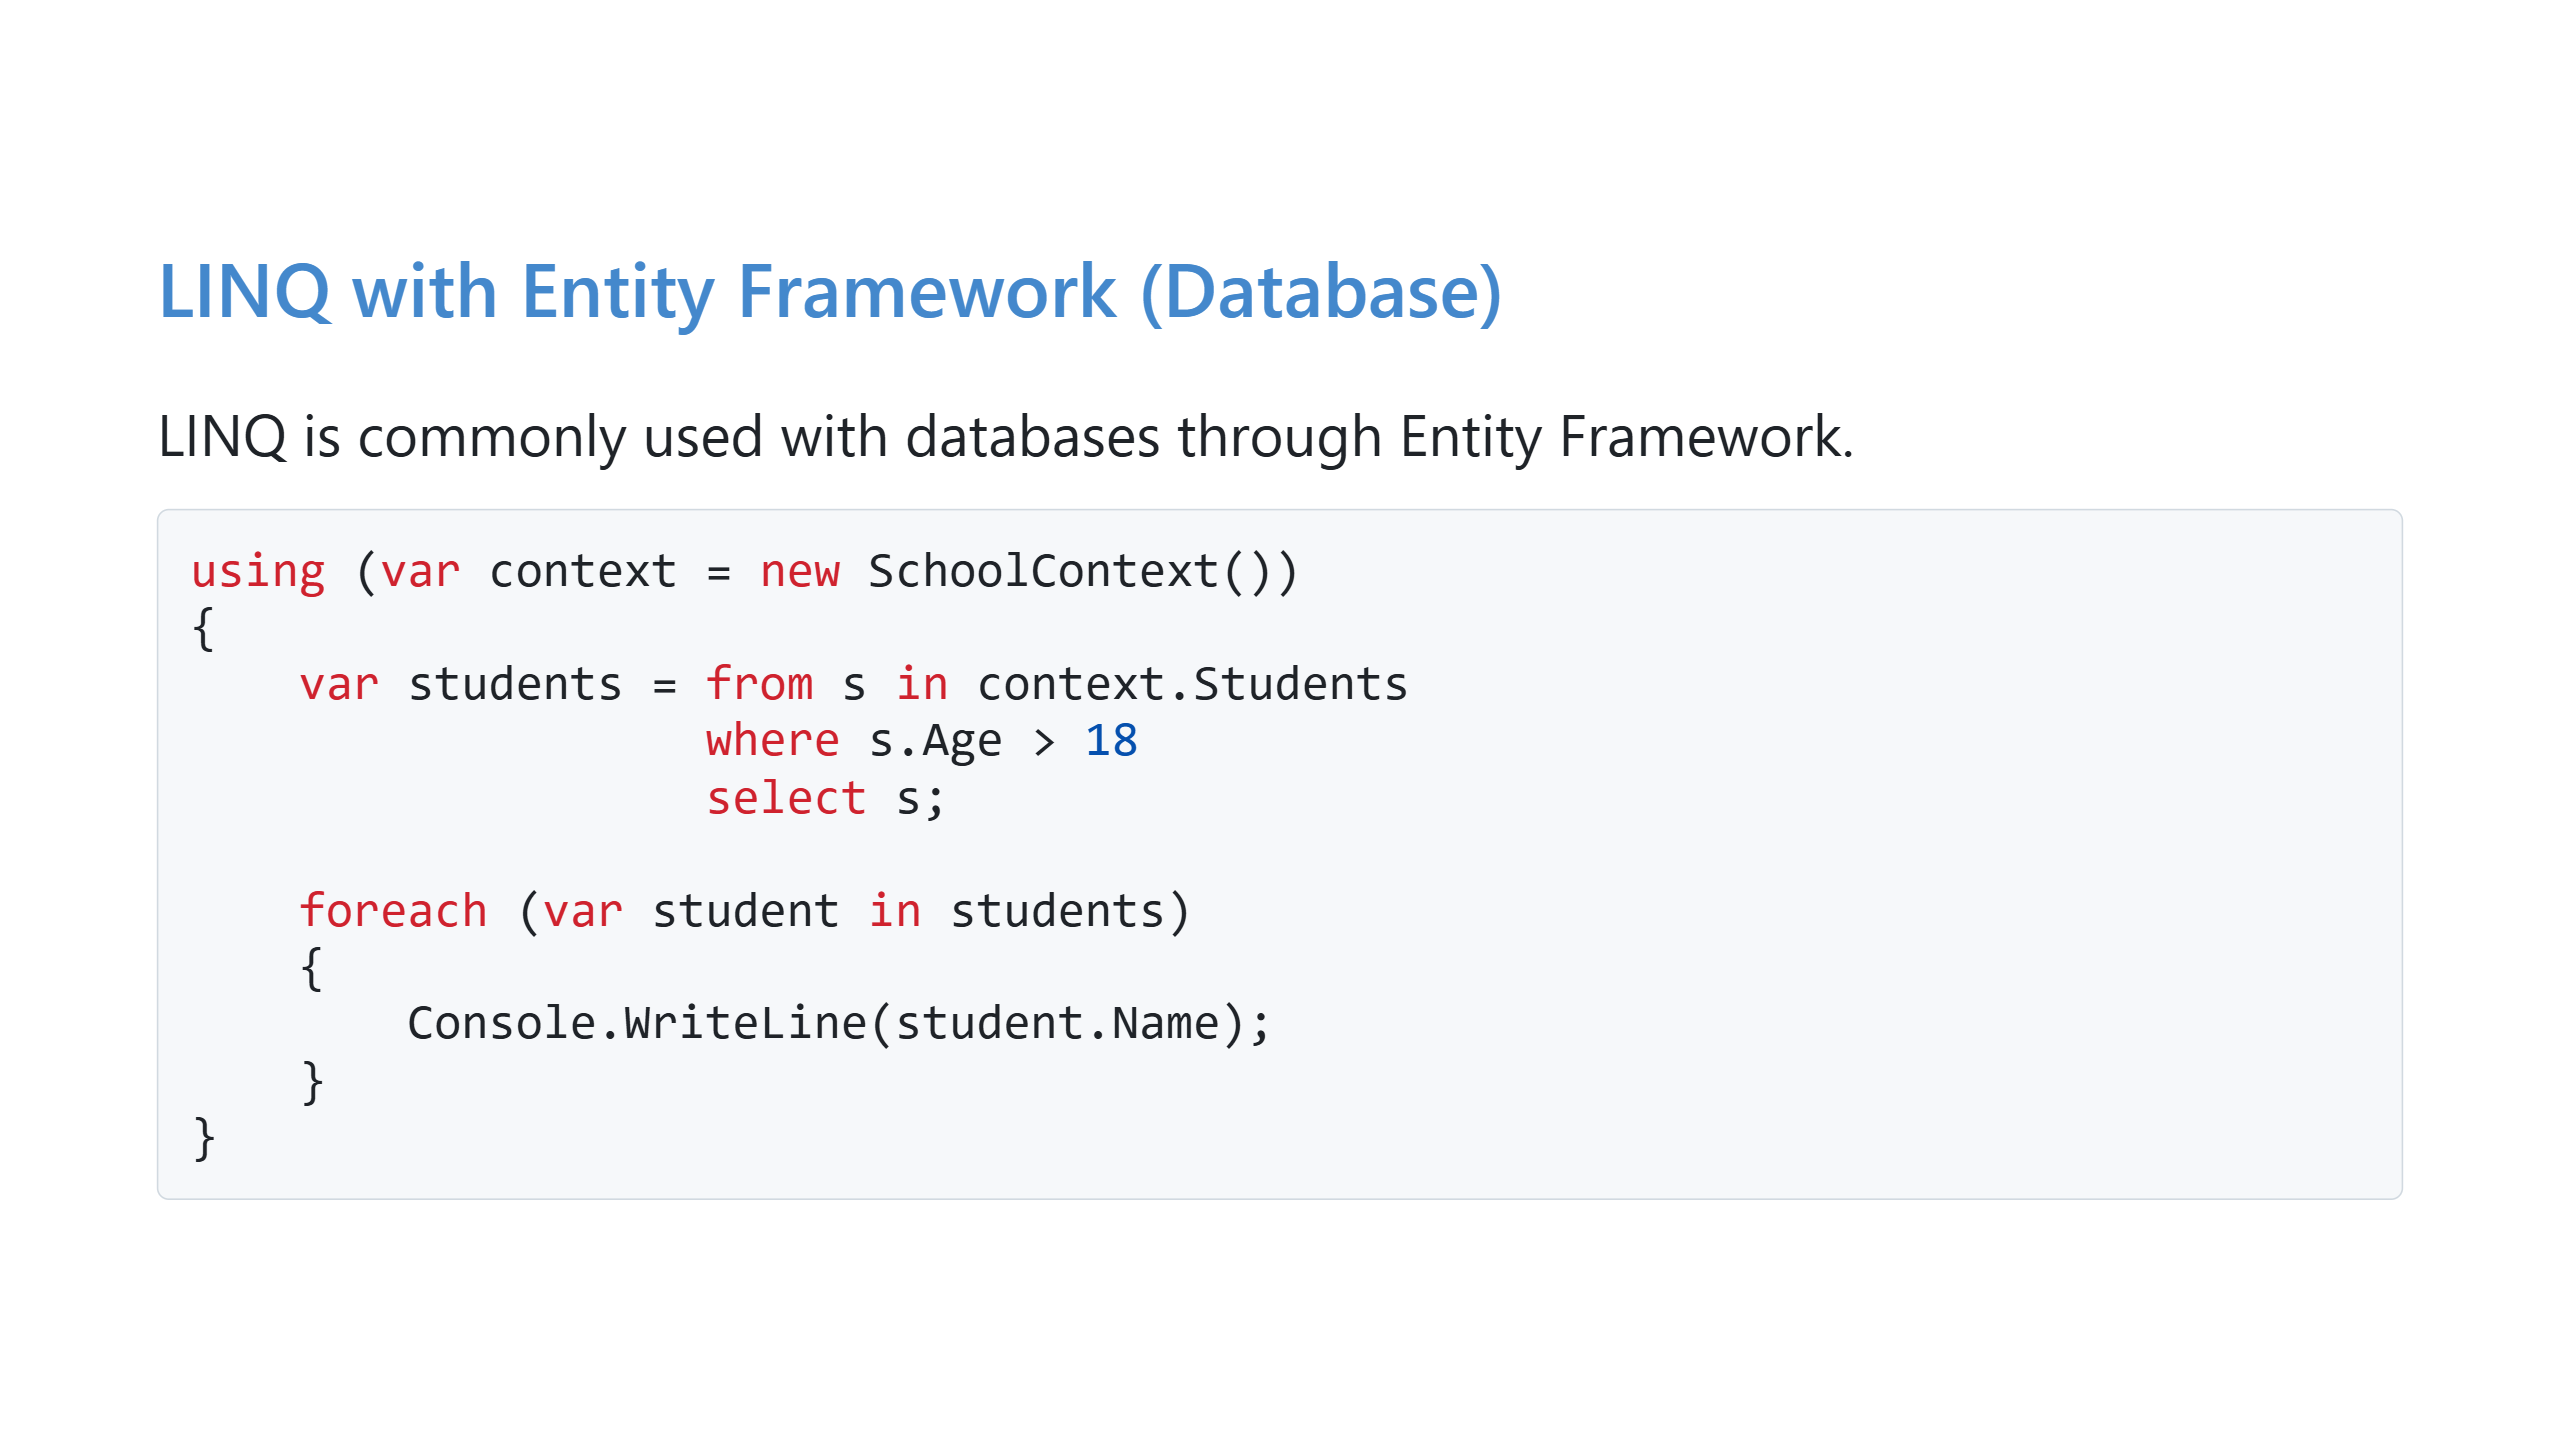 LINQ with Entity Framework (Database)
LINQ is commonly used with databases through Entity Framework.
using (var context = new SchoolContext())
{
    var students = from s in context.Students
                   where s.Age > 18
                   select s;

    foreach (var student in students)
    {
        Console.WriteLine(student.Name);
    }
}